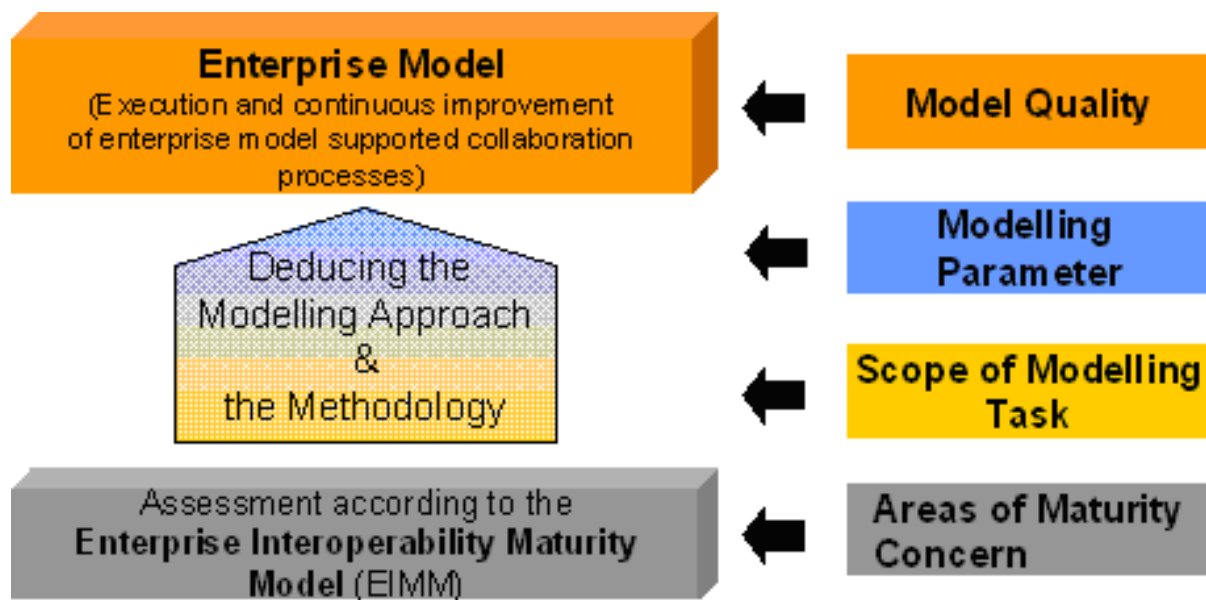 Enterprise Model
(Execution and continuous improvement
of enterprise model supported collaboration
processes)
Model Quality
Deducing the
Modelling Approach
&
the Methodology
Modelling
Parameter
Scope of Modelling
Task
Assessment according to the
Enterprise Interoperability Maturity
Model (EIMM)
Areas of Maturity
Concern